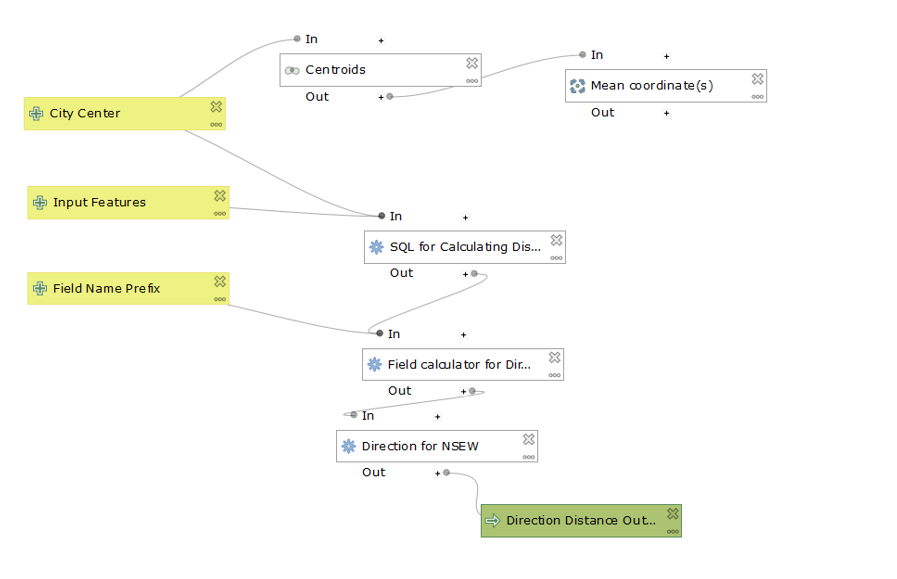 In
+
Centroids
Out
+
In
+
Mean coordinate(s)
Out
+
City Center
Input Features
In
+
SQL for Calculating Dis...
Out
+
Field Name Prefix
In
+
Field calculator for Dir...
Out
+
In
+
Direction for NSEW
Out
+
Direction Distance Out...